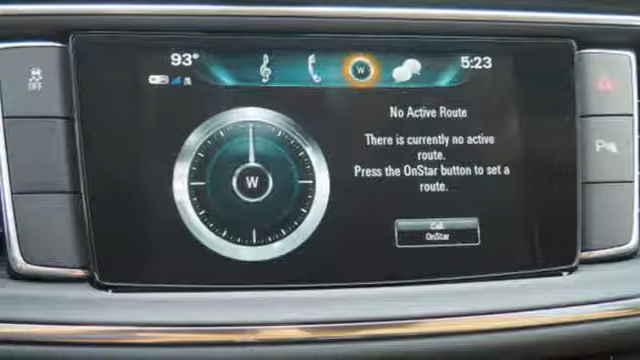 93°
W
5:23
OFF
No Active Route
There is currently no active
route.
Press the OnStar button to set a
route.
W
Call
OnStar
P